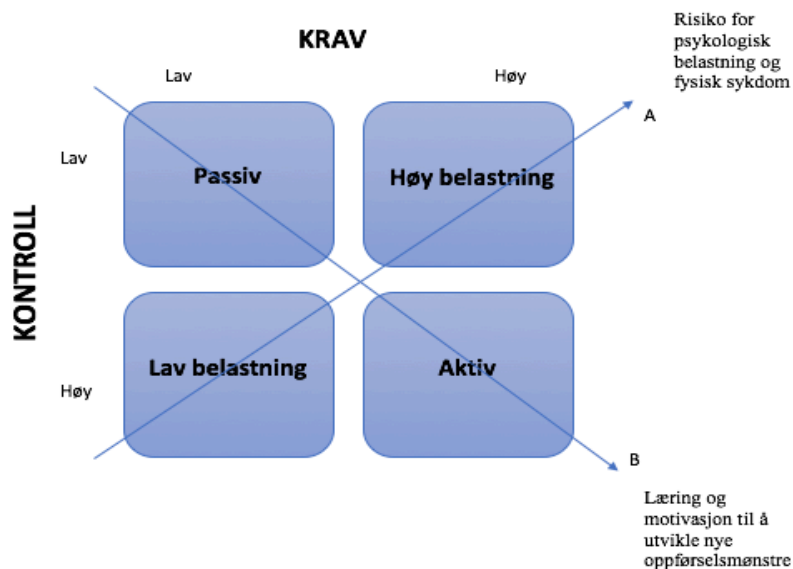 Risiko for
psykologisk
belastning og
fysisk sykdom
KRAV
Lav
Høy
A
Lav
Passiv
Høy belastning
KONTROLL
Høy
Lav belastning
Aktiv
B
Læring og
motivasjon til å
utvikle nye
oppførselsmønstre